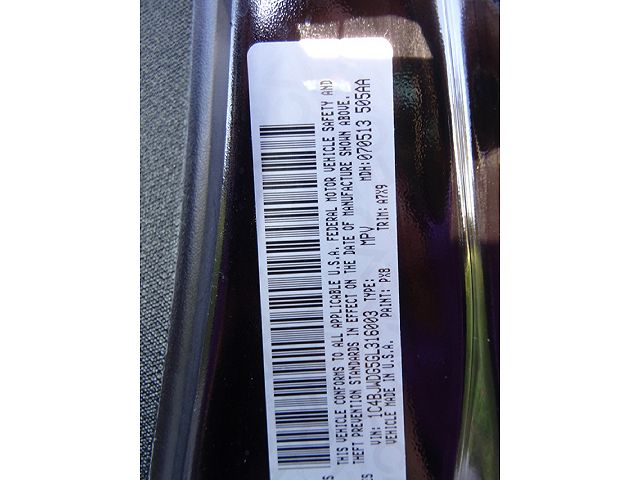 THIS VEHICLE CONFORMS TO ALL APPLICABLE U.S.A. FEDERAL MOTOR VEHICLE SAFETY AND
THEFT PREVENTION STANDARDS IN EFFECT ON THE DATE OF MANUFACTURE SHOWN ABOVE.
VIN: 1C4BJWDG5GL316003 TYPE: MPV MDH:070513 505AA
VEHICLE MADE IN U.S.A. PAINT: PX8 TRIM: A7X9